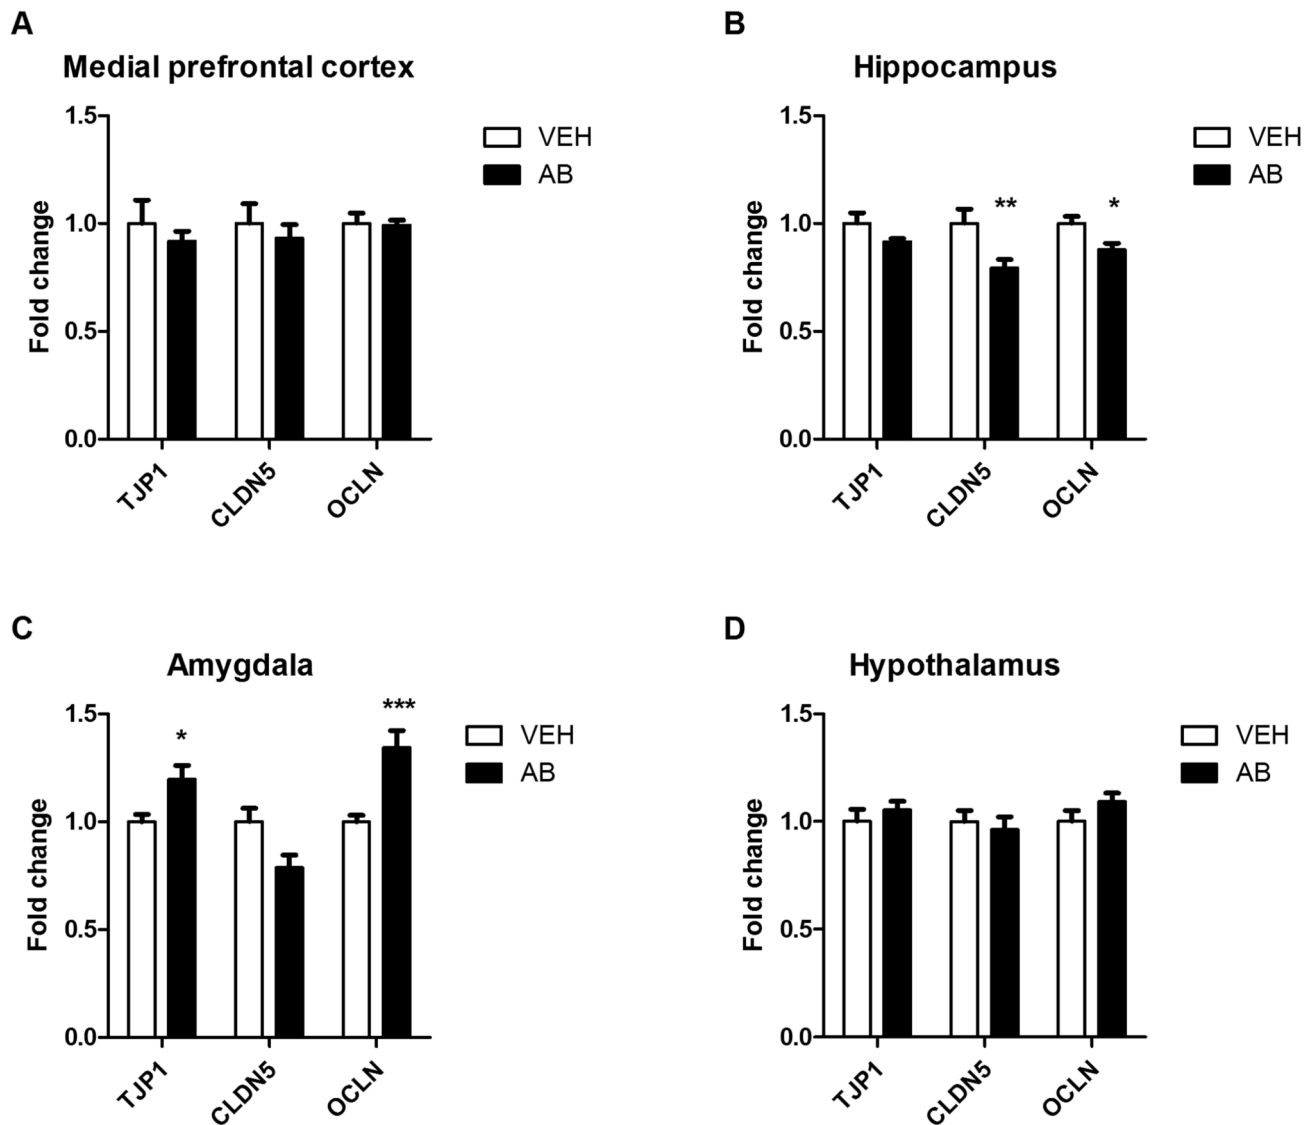 A
Medial prefrontal cortex
1.5
1.0
0.5
0.0
Fold change
VEH
AB
TJP1
CLDN5
OCLN
B
Hippocampus
1.5
1.0
0.5
0.0
Fold change
**
*
VEH
AB
TJP1
CLDN5
OCLN
C
Amygdala
1.5
1.0
0.5
0.0
Fold change
*
***
VEH
AB
TJP1
CLDN5
OCLN
D
Hypothalamus
1.5
1.0
0.5
0.0
Fold change
VEH
AB
TJP1
CLDN5
OCLN